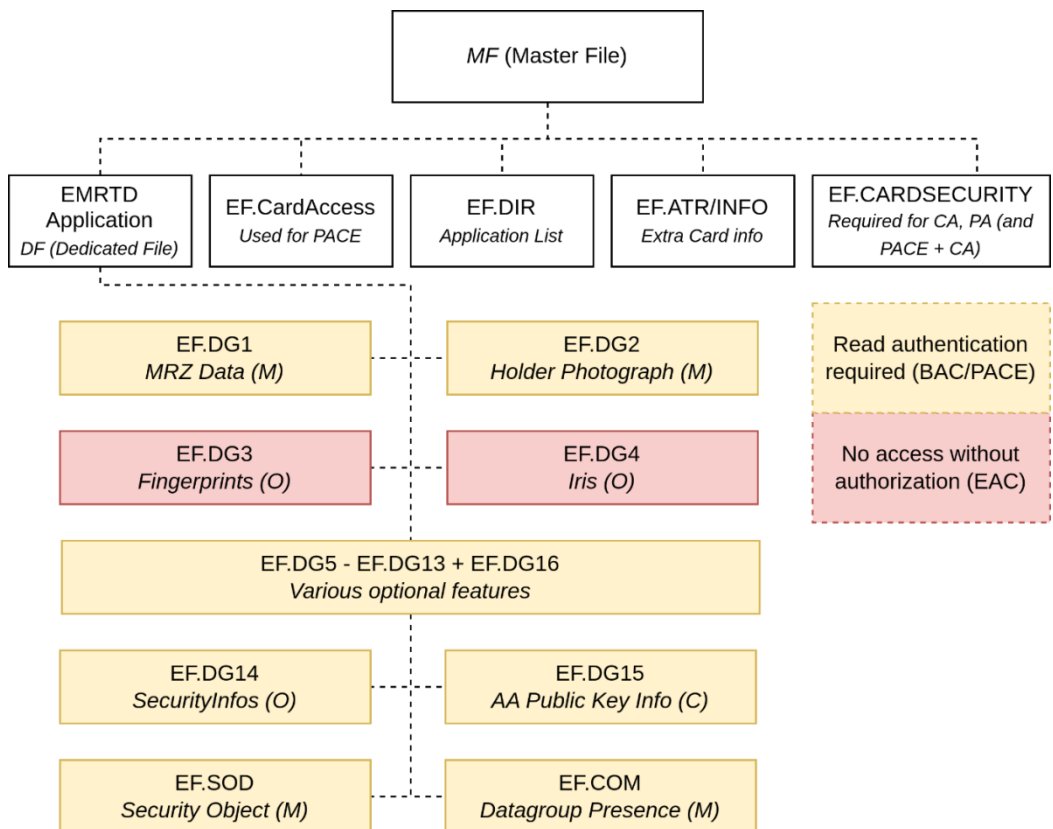 MF (Master File)
EMRTD
Application
DF (Dedicated File)
EF.CardAccess
Used for PACE
EF.DIR
Application List
EF.ATR/INFO
Extra Card info
EF.CARDSECURITY
Required for CA, PA (and
PACE + CA)
EF.DG1
MRZ Data (M)
EF.DG2
Holder Photograph (M)
Read authentication
required (BAC/PACE)
EF.DG3
Fingerprints (O)
EF.DG4
Iris (O)
No access without
authorization (EAC)
EF.DG5 - EF.DG13 + EF.DG16
Various optional features
EF.DG14
SecurityInfos (O)
EF.DG15
AA Public Key Info (C)
EF.SOD
Security Object (M)
EF.COM
Datagroup Presence (M)